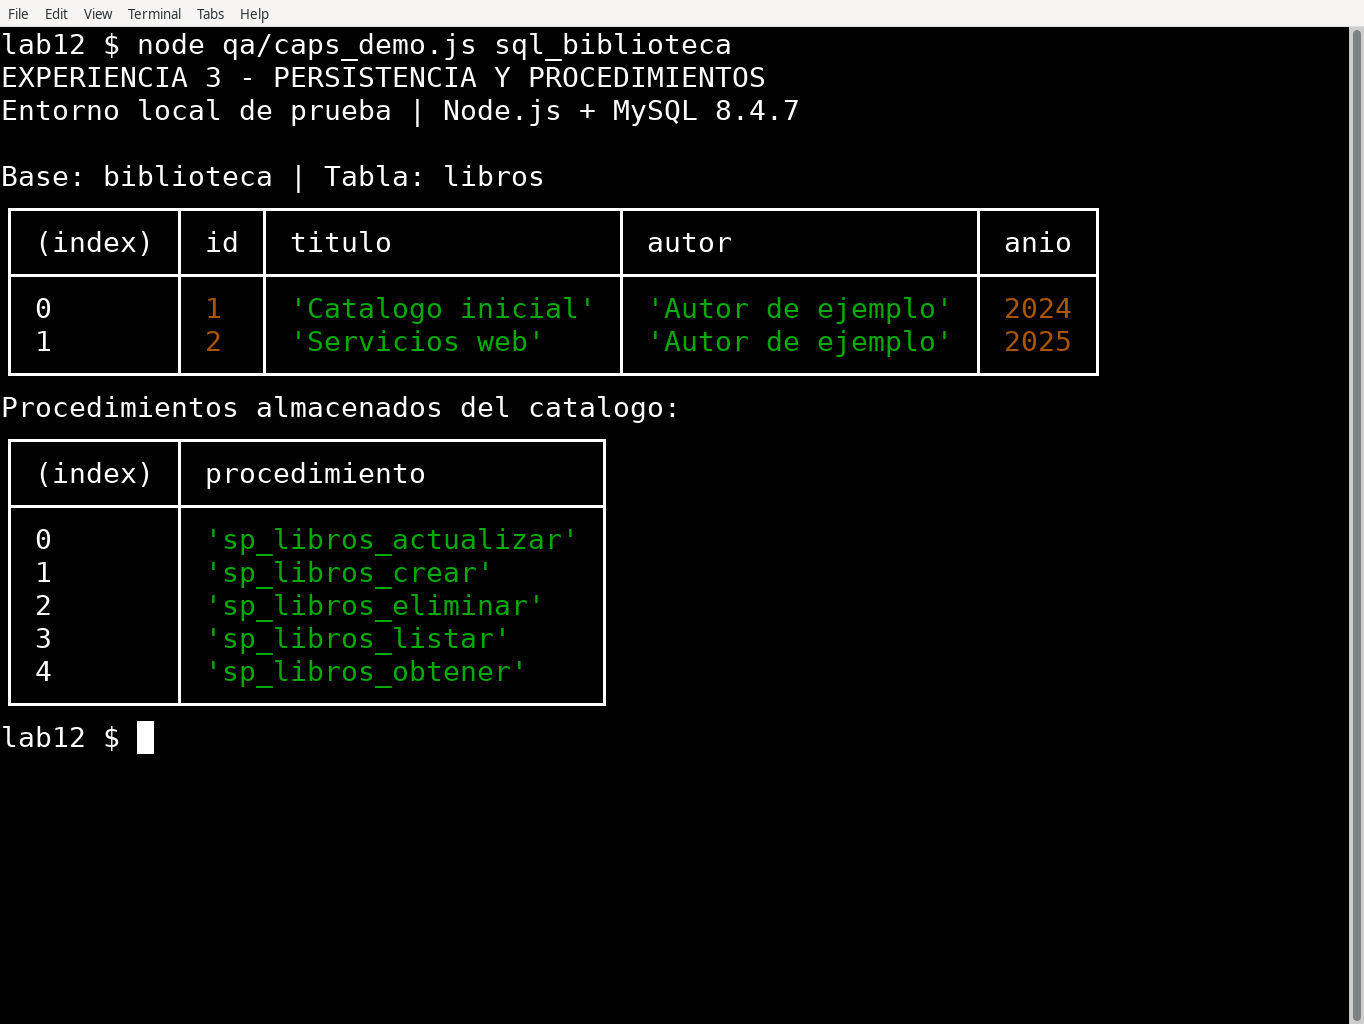 File Edit View Terminal Tabs Help
lab12 $ node qa/caps_demo.js sql_biblioteca
EXPERIENCIA 3 - PERSISTENCIA Y PROCEDIMIENTOS
Entorno local de prueba | Node.js + MySQL 8.4.7
Base: biblioteca | Tabla: libros
(index) id titulo autor anio
0 1 'Catalogo inicial' 'Autor de ejemplo' 2024
1 2 'Servicios web' 'Autor de ejemplo' 2025
Procedimientos almacenados del catalogo:
(index) procedimiento
0 'sp_libros_actualizar'
1 'sp_libros_crear'
2 'sp_libros_eliminar'
3 'sp_libros_listar'
4 'sp_libros_obtener'
lab12 $